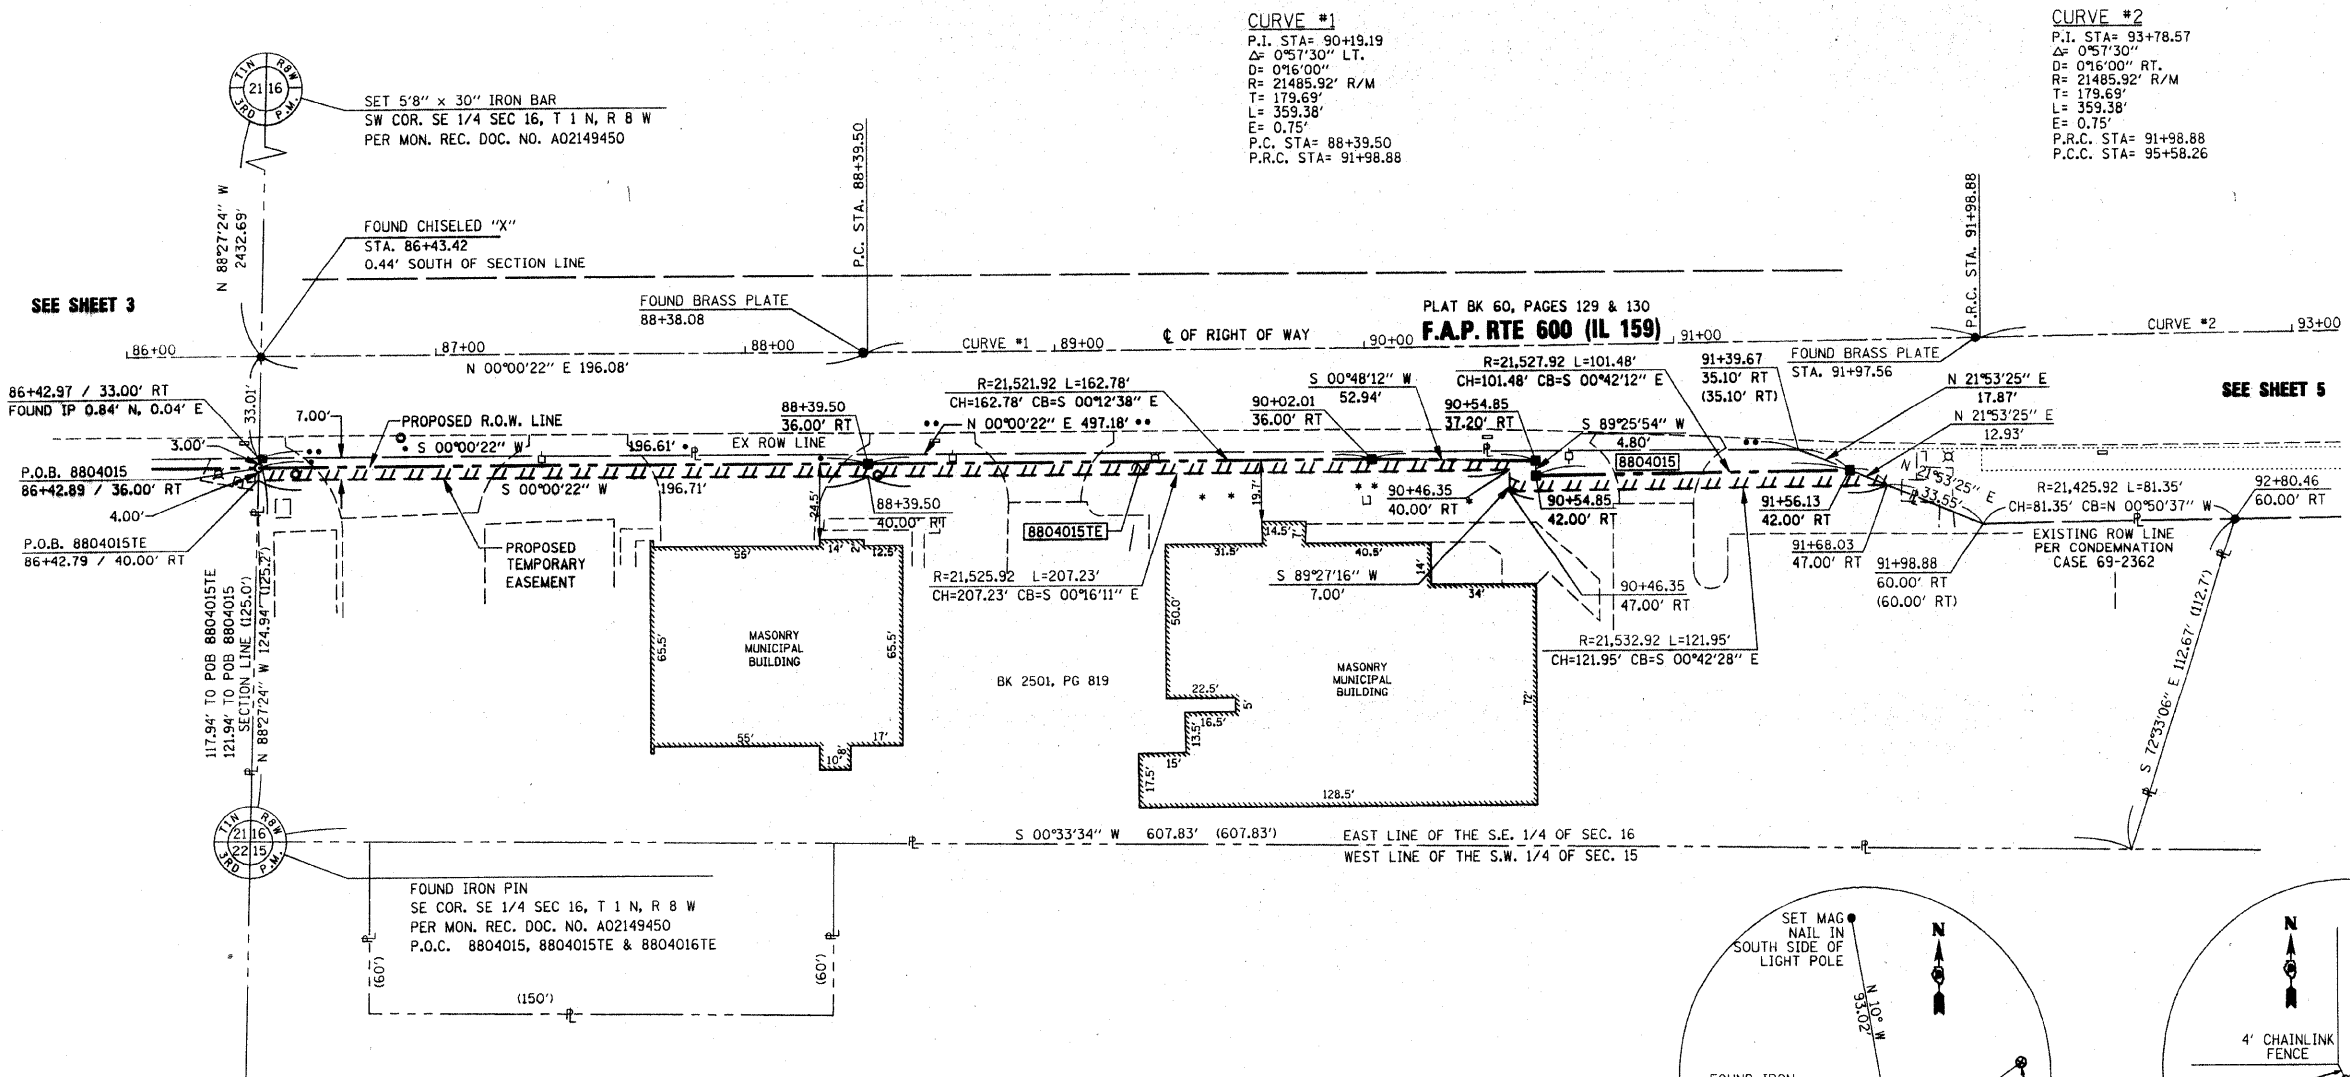 CURVE #1
P.I. STA= 90+19.19
Δ= 0°57'30" LT.
D= 0°16'00"
R= 21485.92' R/M
T= 179.69'
L= 359.38'
E= 0.75'
P.C. STA= 88+39.50
P.R.C. STA= 91+98.88
CURVE #2
P.I. STA= 93+78.57
Δ= 0°57'30"
D= 0°16'00" RT.
R= 21485.92' R/M
T= 179.69'
L= 359.38'
E= 0.75'
P.R.C. STA= 91+98.88
P.C.C. STA= 95+58.26
T1N R8W
21 16
3RD P.M.
SET 5'8" x 30" IRON BAR
SW COR. SE 1/4 SEC 16, T 1 N, R 8 W
PER MON. REC. DOC. NO. A02149450
N 88°27'24" W
2432.69'
FOUND CHISELED "X"
STA. 86+43.42
0.44' SOUTH OF SECTION LINE
P.C. STA. 88+39.50
P.R.C. STA. 91+98.88
SEE SHEET 3
FOUND BRASS PLATE
88+38.08
PLAT BK 60, PAGES 129 & 130
F.A.P. RTE 600 (IL 159)
℄ OF RIGHT OF WAY
86+00
87+00
88+00
CURVE #1
89+00
90+00
91+00
CURVE #2
93+00
N 00°00'22" E 196.08'
FOUND BRASS PLATE
STA. 91+97.56
SEE SHEET 5
86+42.97 / 33.00' RT
FOUND IP 0.84' N, 0.04' E
33.01'
7.00'
PROPOSED R.O.W. LINE
3.00'
S 00°00'22" W
196.61'
EX ROW LINE
88+39.50
36.00' RT
N 00°00'22" E 497.18'
R=21,521.92 L=162.78'
CH=162.78' CB=S 00°12'38" E
S 00°48'12" W
52.94'
90+02.01
36.00' RT
R=21,527.92 L=101.48'
CH=101.48' CB=S 00°42'12" E
90+54.85
37.20' RT
S 89°25'54" W
4.80'
91+39.67
35.10' RT
(35.10' RT)
N 21°53'25" E
17.87'
N 21°53'25" E
12.93'
P.O.B. 8804015
86+42.89 / 36.00' RT
4.00'
P.O.B. 8804015TE
86+42.79 / 40.00' RT
S 00°00'22" W
196.71'
PROPOSED
TEMPORARY
EASEMENT
24.5'
88+39.50
40.00' RT
8804015TE
R=21,525.92 L=207.23'
CH=207.23' CB=S 00°16'11" E
19.7'
90+46.35
40.00' RT
8804015
90+54.85
42.00' RT
91+56.13
42.00' RT
N 21°53'25" E
33.55'
R=21,425.92 L=81.35'
CH=81.35' CB=N 00°50'37" W
92+80.46
60.00' RT
91+68.03
47.00' RT
91+98.88
60.00' RT
(60.00' RT)
EXISTING ROW LINE
PER CONDEMNATION
CASE 69-2362
S 89°27'16" W
7.00'
90+46.35
47.00' RT
R=21,532.92 L=121.95'
CH=121.95' CB=S 00°42'28" E
117.94' TO POB 8804015TE
121.94' TO POB 8804015
SECTION LINE (125.0')
N 88°27'24" W 124.94' (125.2')
55'
14'
2'
12.5'
65.5'
MASONRY
MUNICIPAL
BUILDING
65.5'
55'
17'
10'
8'
BK 2501, PG 819
31.5'
14.5'
7'
40.5'
14'
34'
50.0'
MASONRY
MUNICIPAL
BUILDING
72'
22.5'
5'
16.5'
13.5'
15'
17.5'
128.5'
S 72°33'06" E 112.67' (112.7')
T1N R8W
21 16
22 15
3RD P.M.
S 00°33'34" W 607.83' (607.83')
EAST LINE OF THE S.E. 1/4 OF SEC. 16
WEST LINE OF THE S.W. 1/4 OF SEC. 15
FOUND IRON PIN
SE COR. SE 1/4 SEC 16, T 1 N, R 8 W
PER MON. REC. DOC. NO. A02149450
P.O.C. 8804015, 8804015TE & 8804016TE
(60')
(150')
(60')
SET MAG
NAIL IN
SOUTH SIDE OF
LIGHT POLE
N
N 10° W
93.02'
N
4' CHAINLINK
FENCE